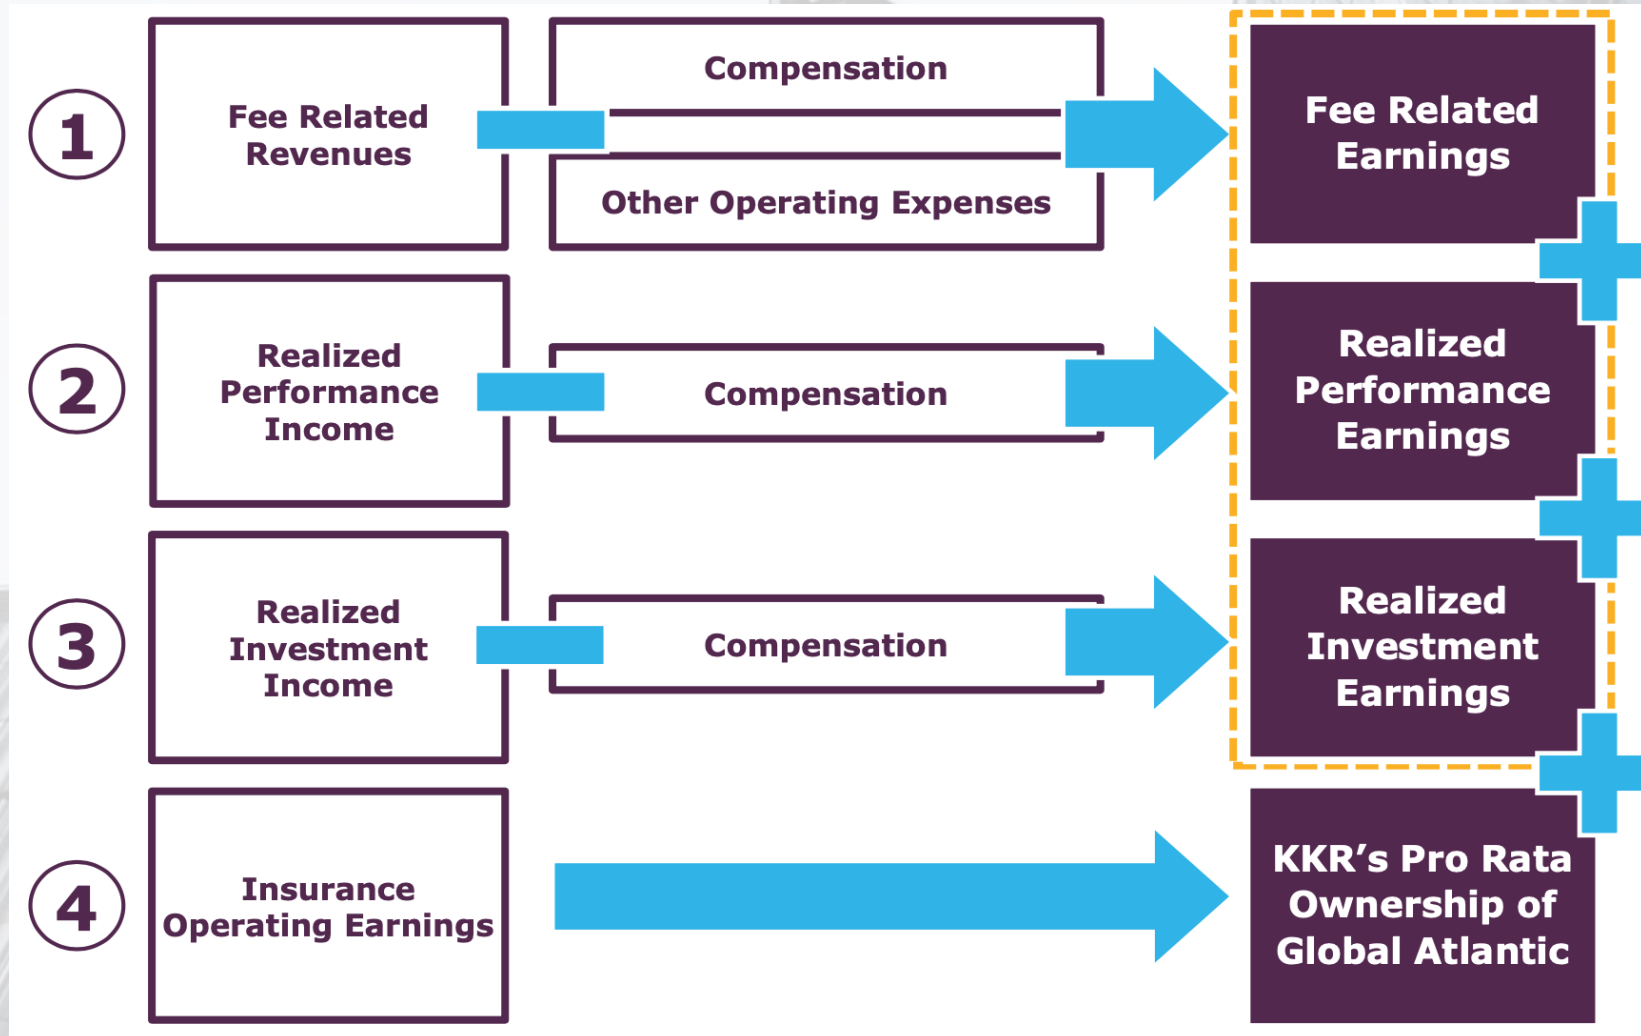 1
Fee Related
Revenues
Compensation
Other Operating Expenses
Fee Related
Earnings
2
Realized
Performance
Income
Compensation
Realized
Performance
Earnings
3
Realized
Investment
Income
Compensation
Realized
Investment
Earnings
4
Insurance
Operating Earnings
KKR’s Pro Rata
Ownership of
Global Atlantic